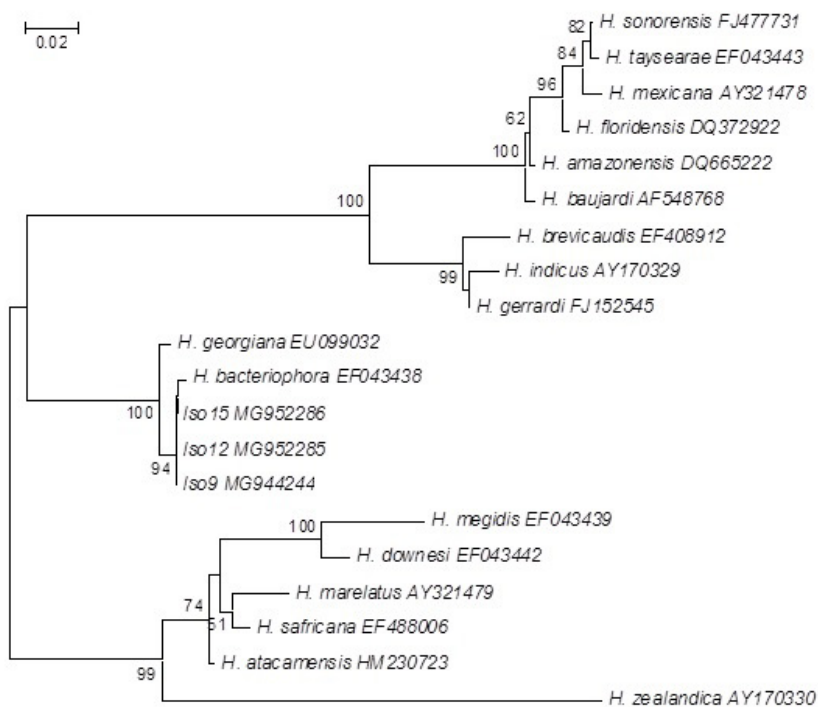 0.02
82
H. sonorensis FJ477731
84
H. taysearae EF043443
96
H. mexicana AY321478
62
H. floridensis DQ372922
100
H. amazonensis DQ665222
100
H. baujardi AF548768
H. brevicaudis EF408912
99
H. indicus AY170329
H. gerrardi FJ152545
H. georgiana EU099032
H. bacteriophora EF043438
100
Iso15 MG952286
Iso12 MG952285
94
Iso9 MG944244
100
H. megidis EF043439
H. downesi EF043442
H. marelatus AY321479
74
51
H. safricana EF488006
H. atacamensis HM230723
99
H. zealandica AY170330